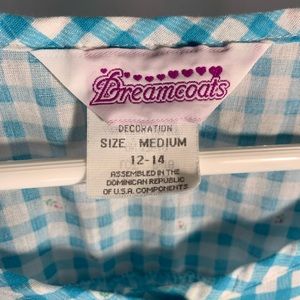 Dreamcoats
DECORATION
SIZE MEDIUM
12-14
ASSEMBLED IN THE
DOMINICAN REPUBLIC
OF U.S.A. COMPONENTS